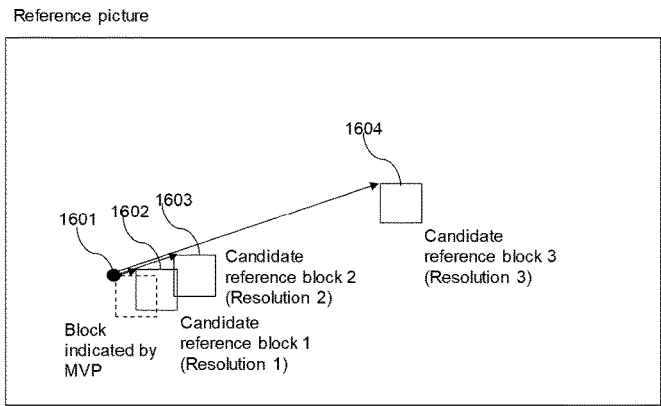 Reference picture
1604
1603
1602
1601
Candidate
reference block 3
(Resolution 3)
Candidate
reference block 2
(Resolution 2)
Candidate
reference block 1
(Resolution 1)
Block
indicated by
MVP